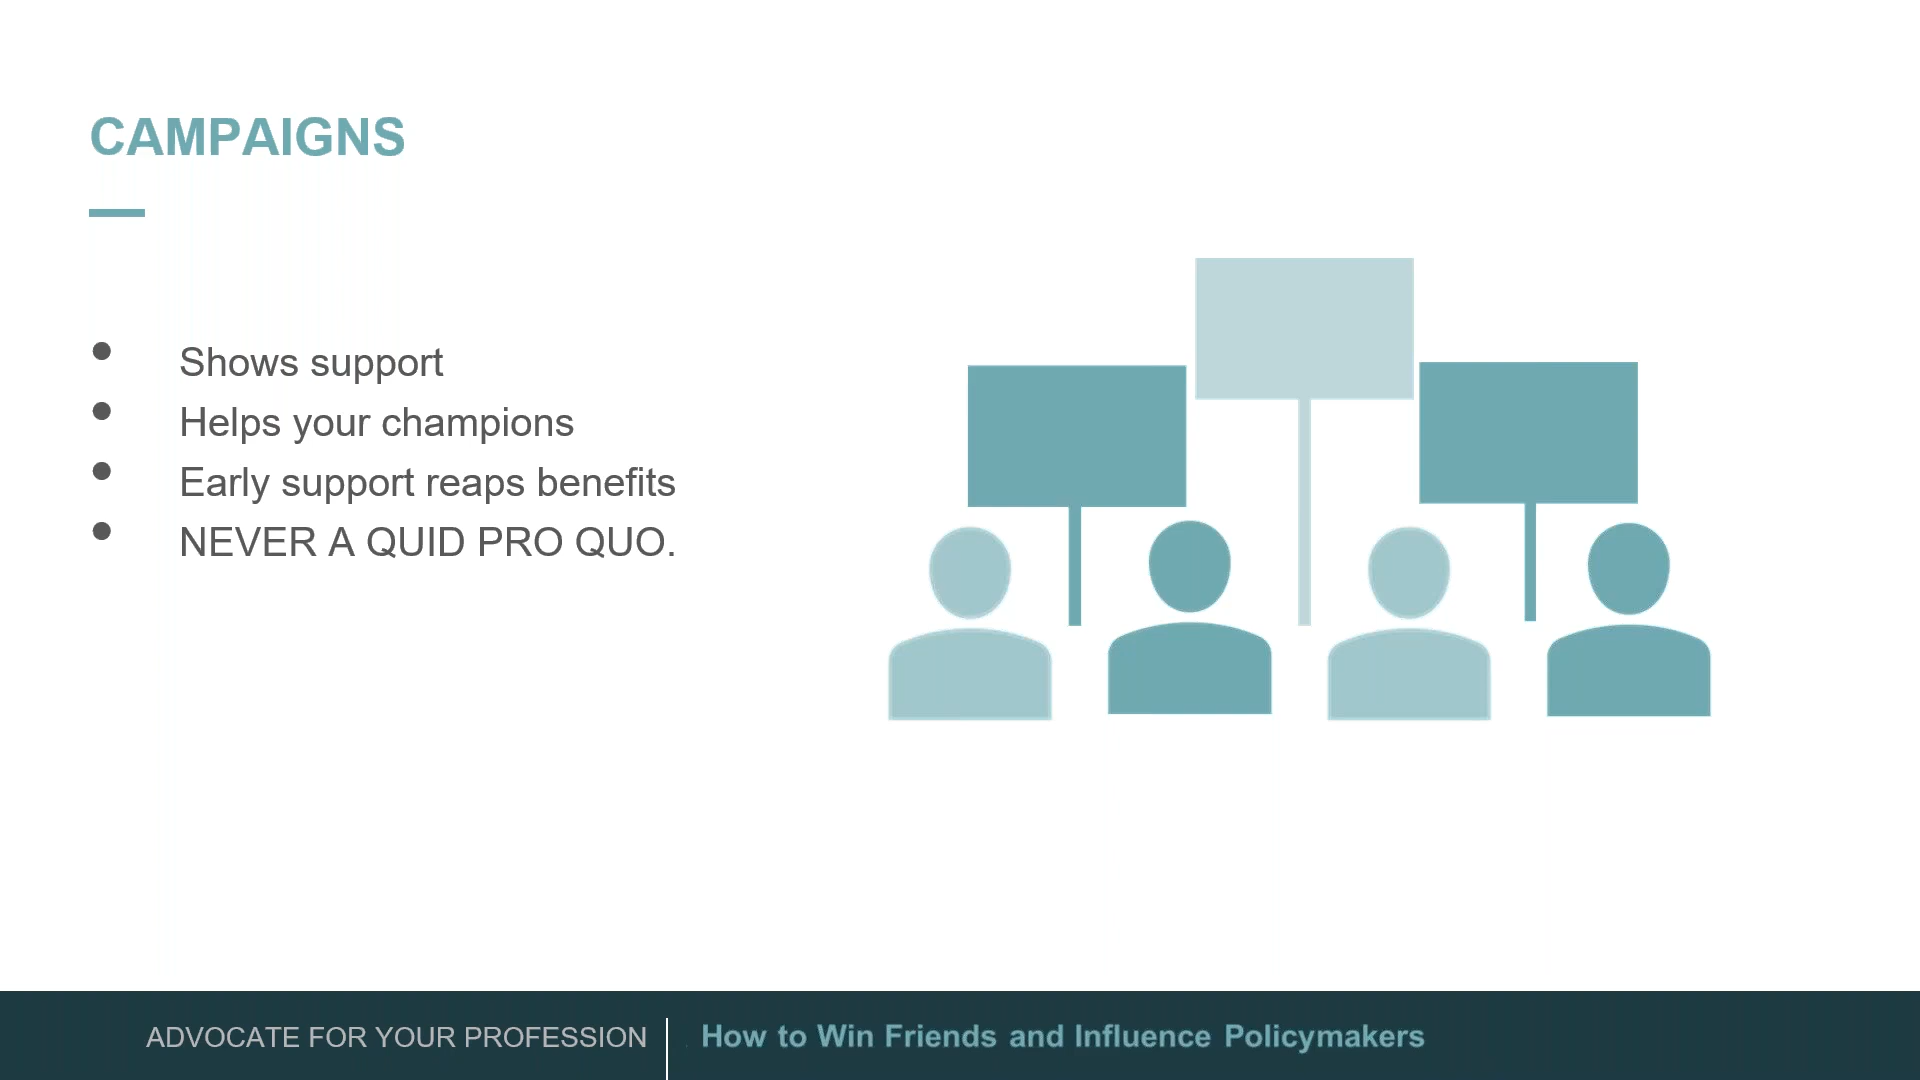 CAMPAIGNS
Shows support
Helps your champions
Early support reaps benefits
NEVER A QUID PRO QUO.
ADVOCATE FOR YOUR PROFESSION
How to Win Friends and Influence Policymakers